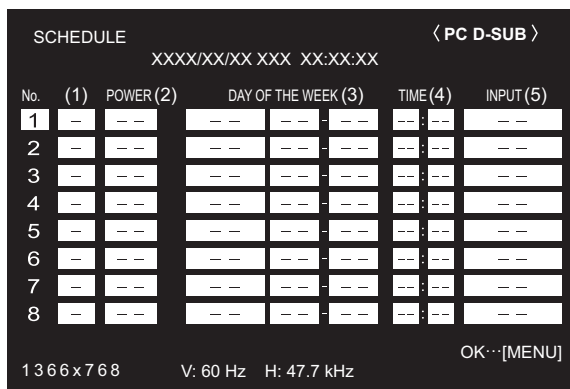 SCHEDULE 〈PC D-SUB〉
XXXX/XX/XX XXX XX:XX:XX
No. (1) POWER (2) DAY OF THE WEEK (3) TIME (4) INPUT (5)
1 – – – – – – – - – – – – : – – – –
2 – – – – – – – - – – – – : – – – –
3 – – – – – – – - – – – – : – – – –
4 – – – – – – – - – – – – : – – – –
5 – – – – – – – - – – – – : – – – –
6 – – – – – – – - – – – – : – – – –
7 – – – – – – – - – – – – : – – – –
8 – – – – – – – - – – – – : – – – –
OK···[MENU]
1366x768 V: 60 Hz H: 47.7 kHz